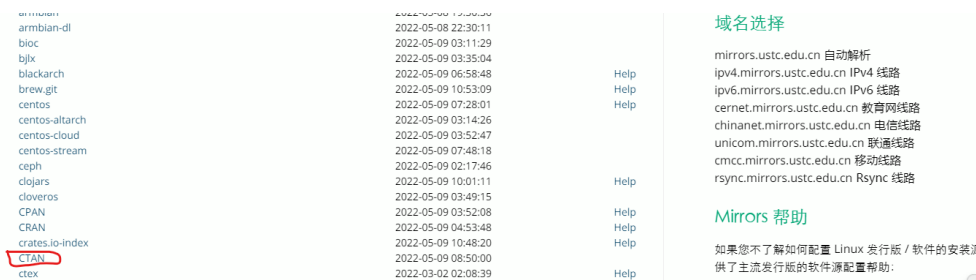 armbian-dl 2022-05-08 22:30:11
bioc 2022-05-09 03:11:29
bjlx 2022-05-09 03:35:04
blackarch 2022-05-09 06:58:48 Help
brew.git 2022-05-09 10:53:09 Help
centos 2022-05-09 07:28:01 Help
centos-altarch 2022-05-09 03:14:26
centos-cloud 2022-05-09 03:52:47
centos-stream 2022-05-09 07:48:18
ceph 2022-05-09 02:17:46
clojars 2022-05-09 10:01:11 Help
cloveros 2022-05-09 03:49:15
CPAN 2022-05-09 03:52:08 Help
CRAN 2022-05-09 04:53:48 Help
crates.io-index 2022-05-09 10:48:20 Help
CTAN 2022-05-09 08:50:00
ctex 2022-03-02 02:08:39 Help
域名选择
mirrors.ustc.edu.cn 自动解析
ipv4.mirrors.ustc.edu.cn IPv4 线路
ipv6.mirrors.ustc.edu.cn IPv6 线路
cernet.mirrors.ustc.edu.cn 教育网线路
chinanet.mirrors.ustc.edu.cn 电信线路
unicom.mirrors.ustc.edu.cn 联通线路
cmcc.mirrors.ustc.edu.cn 移动线路
rsync.mirrors.ustc.edu.cn Rsync 线路
Mirrors 帮助
如果您不了解如何配置 Linux 发行版 / 软件的安装
供了主流发行版的软件源配置帮助：